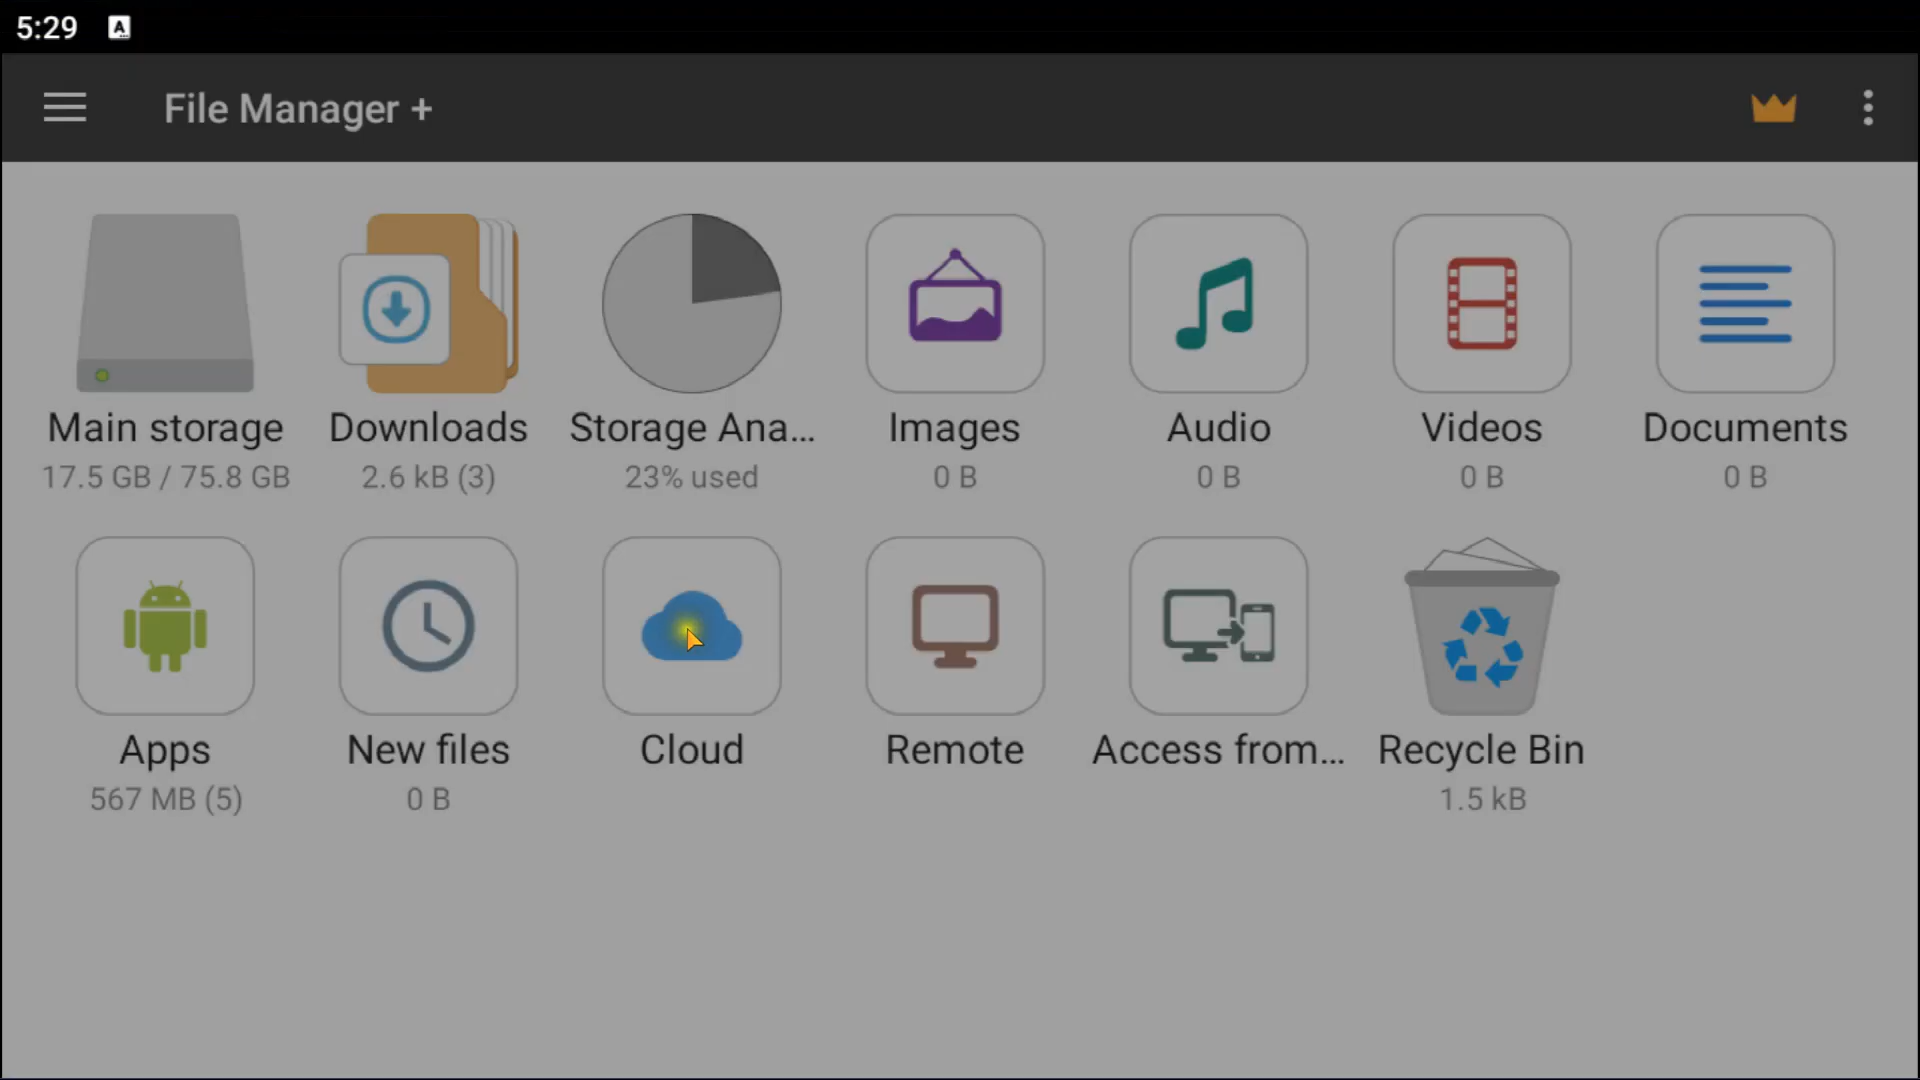 5:29 A
File Manager +
Main storage
17.5 GB / 75.8 GB
Downloads
2.6 kB (3)
Storage Ana...
23% used
Images
0 B
Audio
0 B
Videos
0 B
Documents
0 B
Apps
567 MB (5)
New files
0 B
Cloud
Remote
Access from...
Recycle Bin
1.5 kB